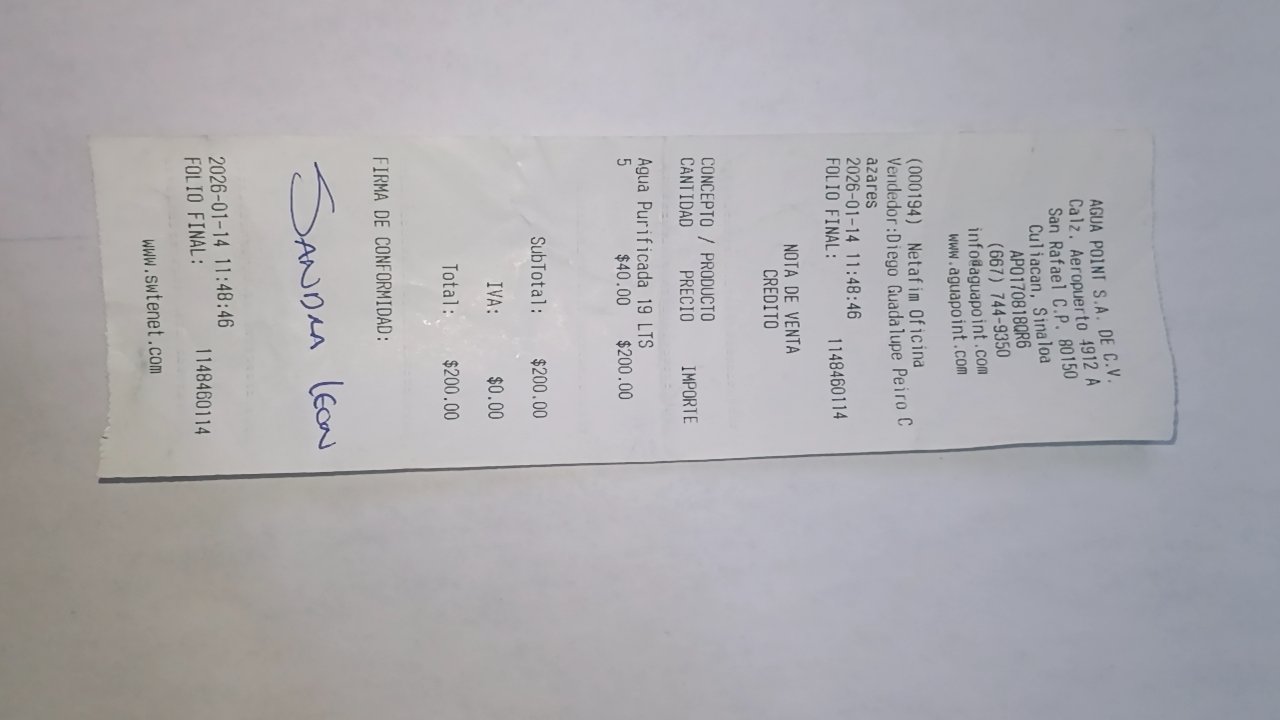 AGUA POINT S.A. DE C.V.
Calz. Aeropuerto 4912 A
San Rafael C.P. 80150
Culiacan, Sinaloa
APO170818QR6
(667) 744-9350
info@aguapoint.com
www.aguapoint.com
(000194) Netafim Oficina
Vendedor:Diego Guadalupe Peiro C
azares
2026-01-14 11:48:46
FOLIO FINAL: 1148460114
NOTA DE VENTA
CREDITO
CONCEPTO / PRODUCTO
CANTIDAD PRECIO IMPORTE
Agua Purificada 19 LTS
5 $40.00 $200.00
SubTotal: $200.00
IVA: $0.00
Total: $200.00
FIRMA DE CONFORMIDAD:
SANDRA LEON
2026-01-14 11:48:46
FOLIO FINAL: 1148460114
www.swtenet.com